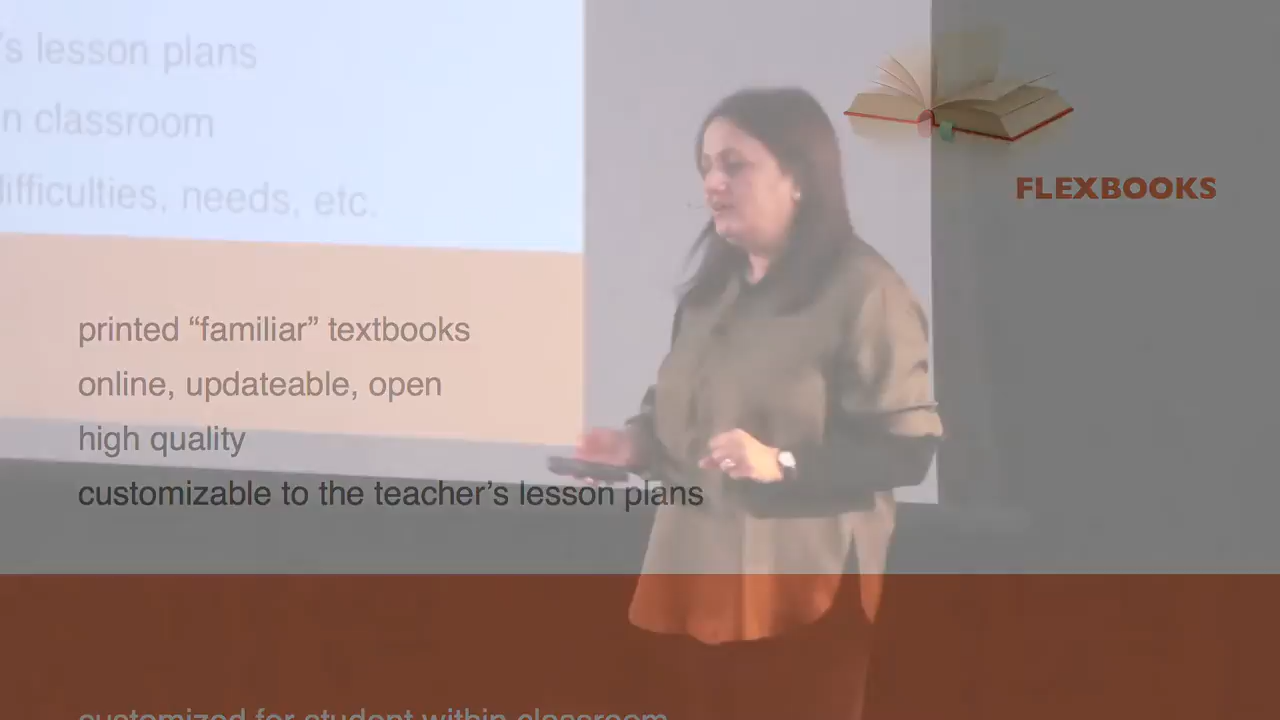 's lesson plans
n classroom
difficulties, needs, etc.
FLEXBOOKS
printed “familiar” textbooks
online, updateable, open
high quality
customizable to the teacher’s lesson plans
customized for student within classroom